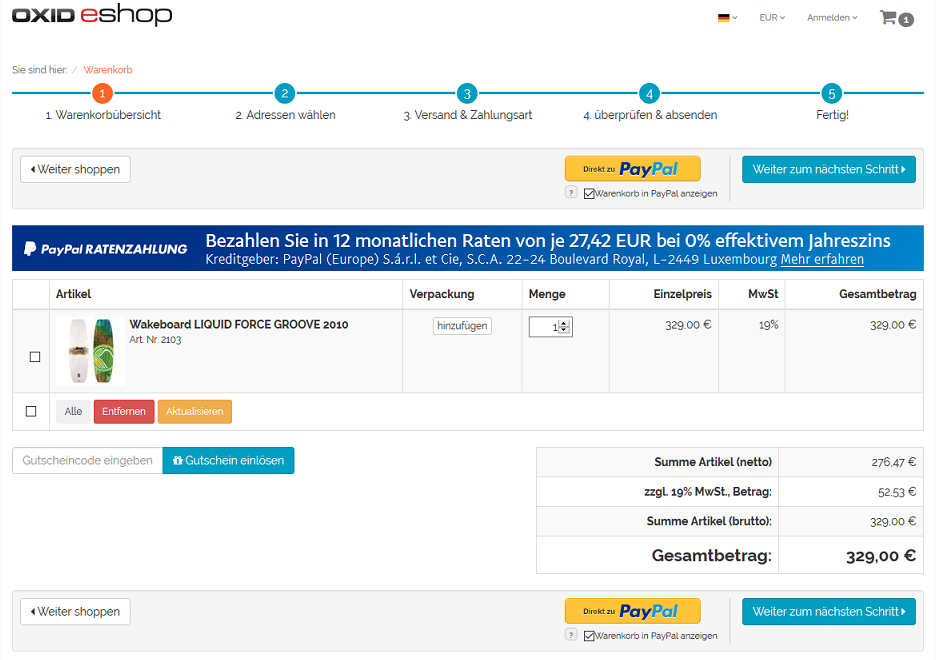 OXID eshop
EUR
Anmelden
1
Sie sind hier: / Warenkorb
1 2 3 4 5
1. Warenkorbübersicht 2. Adressen wählen 3. Versand & Zahlungsart 4. überprüfen & absenden Fertig!
Weiter shoppen Direkt zu PayPal Weiter zum nächsten Schritt
? Warenkorb in PayPal anzeigen
PayPal RATENZAHLUNG Bezahlen Sie in 12 monatlichen Raten von je 27,42 EUR bei 0% effektivem Jahreszins
Kreditgeber: PayPal (Europe) S.á.r.l. et Cie, S.C.A. 22-24 Boulevard Royal, L-2449 Luxembourg Mehr erfahren
Artikel Verpackung Menge Einzelpreis MwSt Gesamtbetrag
Wakeboard LIQUID FORCE GROOVE 2010 hinzufügen 1 329,00 € 19% 329,00 €
Art. Nr. 2103
Alle Entfernen Aktualisieren
Gutscheincode eingeben Gutschein einlösen
Summe Artikel (netto) 276,47 €
zzgl. 19% MwSt., Betrag: 52,53 €
Summe Artikel (brutto): 329,00 €
Gesamtbetrag: 329,00 €
Weiter shoppen Direkt zu PayPal Weiter zum nächsten Schritt
? Warenkorb in PayPal anzeigen